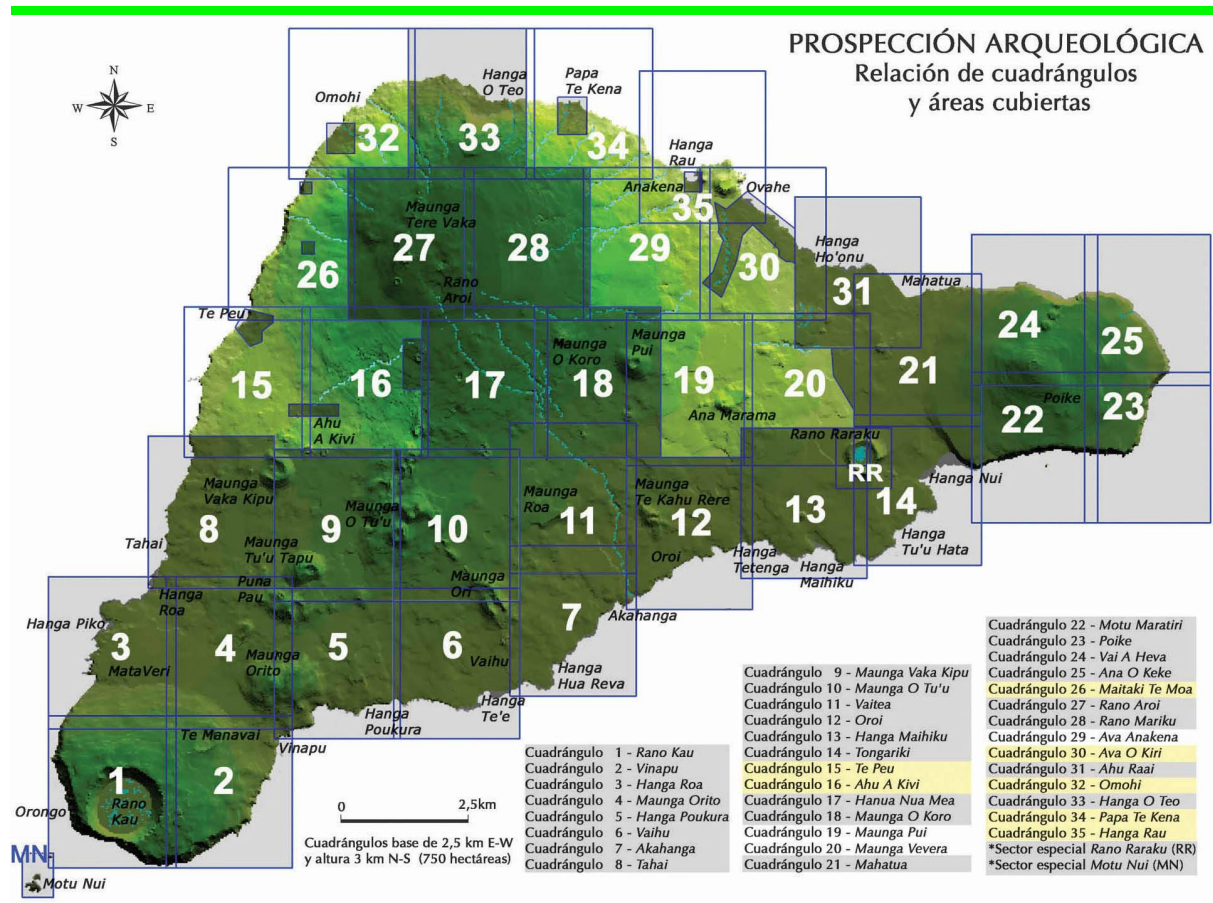 PROSPECCIÓN ARQUEOLÓGICA
Relación de cuadrángulos
y áreas cubiertas
N
W E
S
Omohi
Hanga
O Teo
Papa
Te Kena
32
33
34
Hanga
Rau
Anakena
Ovahe
35
Maunga
Tere Vaka
27
28
29
30
26
Rano
Aroi
Hanga
Ho'onu
31
Mahatua
24
25
Te Peu
15
16
17
Maunga
O Koro
18
Maunga
Pui
19
20
21
Ana Marama
Poike
22
23
Ahu
A Kivi
Rano Raraku
RR
Hanga Nui
Maunga
Vaka Kipu
8
Maunga
O Tu'u
9
10
Maunga
Roa
11
Maunga
Te Kahu Rere
12
13
14
Tahai
Maunga
Tu'u Tapu
Oroi
Hanga
Tetenga
Hanga
Maihiku
Hanga
Tu'u Hata
Puna
Pau
Maunga
Ori
Hanga
Roa
Akahanga
7
Hanga Piko
3
MataVeri
4
Maunga
Orito
5
6
Vaihu
Hanga
Hua Reva
Hanga
Te'e
Hanga
Poukura
Te Manavai
Vinapu
1
2
Rano
Kau
Orongo
MN
Motu Nui
0 2,5km
Cuadrángulos base de 2,5 km E-W
y altura 3 km N-S (750 hectáreas)
Cuadrángulo 1 - Rano Kau
Cuadrángulo 2 - Vinapu
Cuadrángulo 3 - Hanga Roa
Cuadrángulo 4 - Maunga Orito
Cuadrángulo 5 - Hanga Poukura
Cuadrángulo 6 - Vaihu
Cuadrángulo 7 - Akahanga
Cuadrángulo 8 - Tahai
Cuadrángulo 9 - Maunga Vaka Kipu
Cuadrángulo 10 - Maunga O Tu'u
Cuadrángulo 11 - Vaitea
Cuadrángulo 12 - Oroi
Cuadrángulo 13 - Hanga Maihiku
Cuadrángulo 14 - Tongariki
Cuadrángulo 15 - Te Peu
Cuadrángulo 16 - Ahu A Kivi
Cuadrángulo 17 - Hanua Nua Mea
Cuadrángulo 18 - Maunga O Koro
Cuadrángulo 19 - Maunga Pui
Cuadrángulo 20 - Maunga Vevera
Cuadrángulo 21 - Mahatua
Cuadrángulo 22 - Motu Maratiri
Cuadrángulo 23 - Poike
Cuadrángulo 24 - Vai A Heva
Cuadrángulo 25 - Ana O Keke
Cuadrángulo 26 - Maitaki Te Moa
Cuadrángulo 27 - Rano Aroi
Cuadrángulo 28 - Rano Mariku
Cuadrángulo 29 - Ava Anakena
Cuadrángulo 30 - Ava O Kiri
Cuadrángulo 31 - Ahu Raai
Cuadrángulo 32 - Omohi
Cuadrángulo 33 - Hanga O Teo
Cuadrángulo 34 - Papa Te Kena
Cuadrángulo 35 - Hanga Rau
*Sector especial Rano Raraku (RR)
*Sector especial Motu Nui (MN)